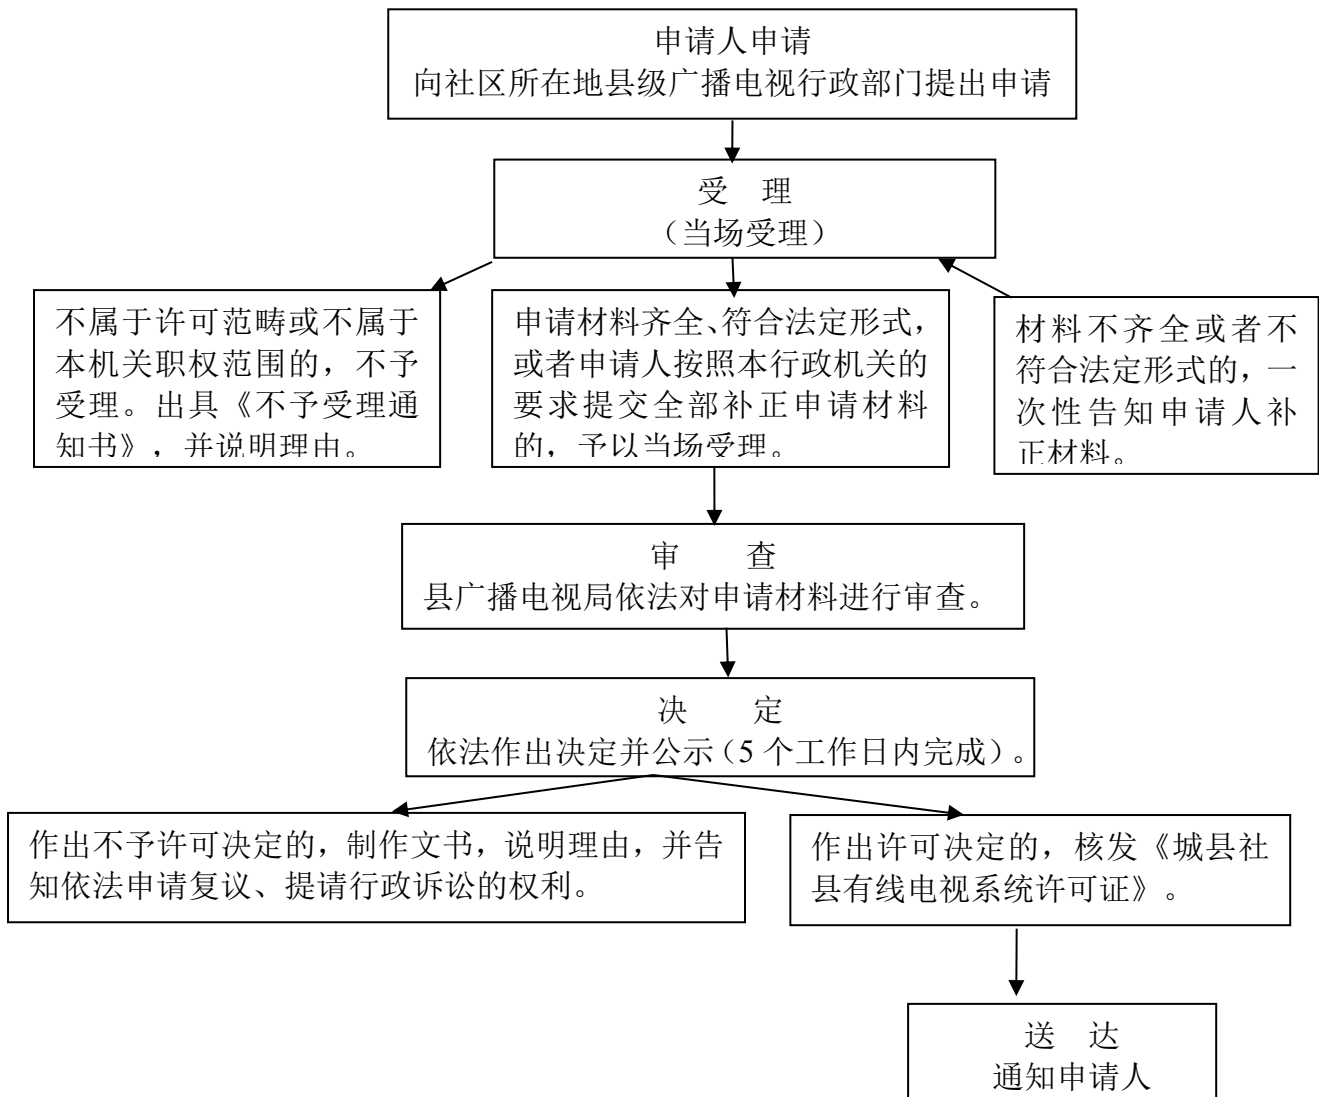 申请人申请
向社区所在地县级广播电视行政部门提出申请
受 理
（当场受理）
不属于许可范畴或不属于
本机关职权范围的，不予
受理。出具《不予受理通
知书》，并说明理由。
申请材料齐全、符合法定形式，
或者申请人按照本行政机关的
要求提交全部补正申请材料
的，予以当场受理。
材料不齐全或者不
符合法定形式的，一
次性告知申请人补
正材料。
审 查
县广播电视局依法对申请材料进行审查。
决 定
依法作出决定并公示（5 个工作日内完成）。
作出不予许可决定的，制作文书，说明理由，并告
知依法申请复议、提请行政诉讼的权利。
作出许可决定的，核发《城县社
县有线电视系统许可证》。
送 达
通知申请人